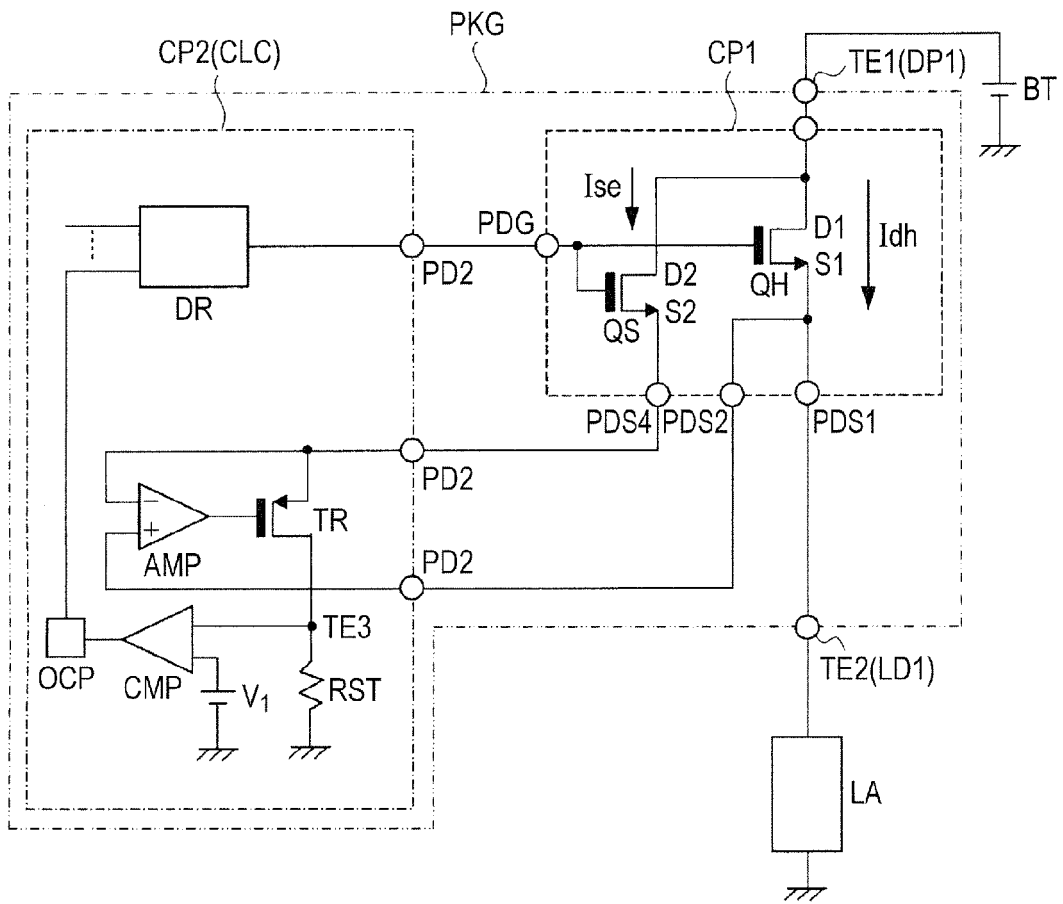 PKG
CP2(CLC)
CP1
TE1(DP1)
BT
Ise
Idh
PDG
PD2
D1
S1
QH
D2
S2
QS
DR
PDS4
PDS2
PDS1
PD2
−
+
AMP
TR
PD2
TE3
OCP
CMP
V1
RST
TE2(LD1)
LA